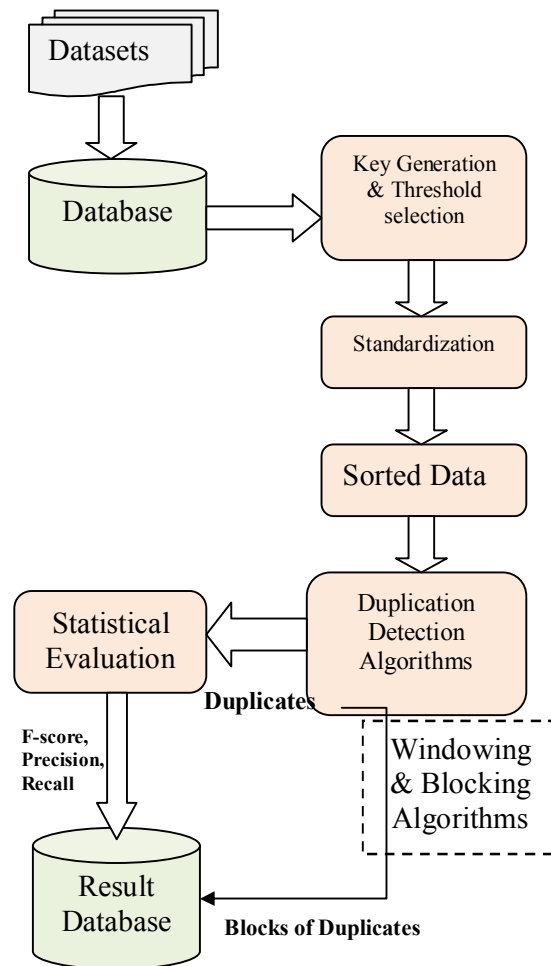 Datasets
Database
Key Generation
& Threshold
selection
Standardization
Sorted Data
Duplication
Detection
Algorithms
Statistical
Evaluation
Duplicates
F-score,
Precision,
Recall
Windowing
& Blocking
Algorithms
Result
Database
Blocks of Duplicates